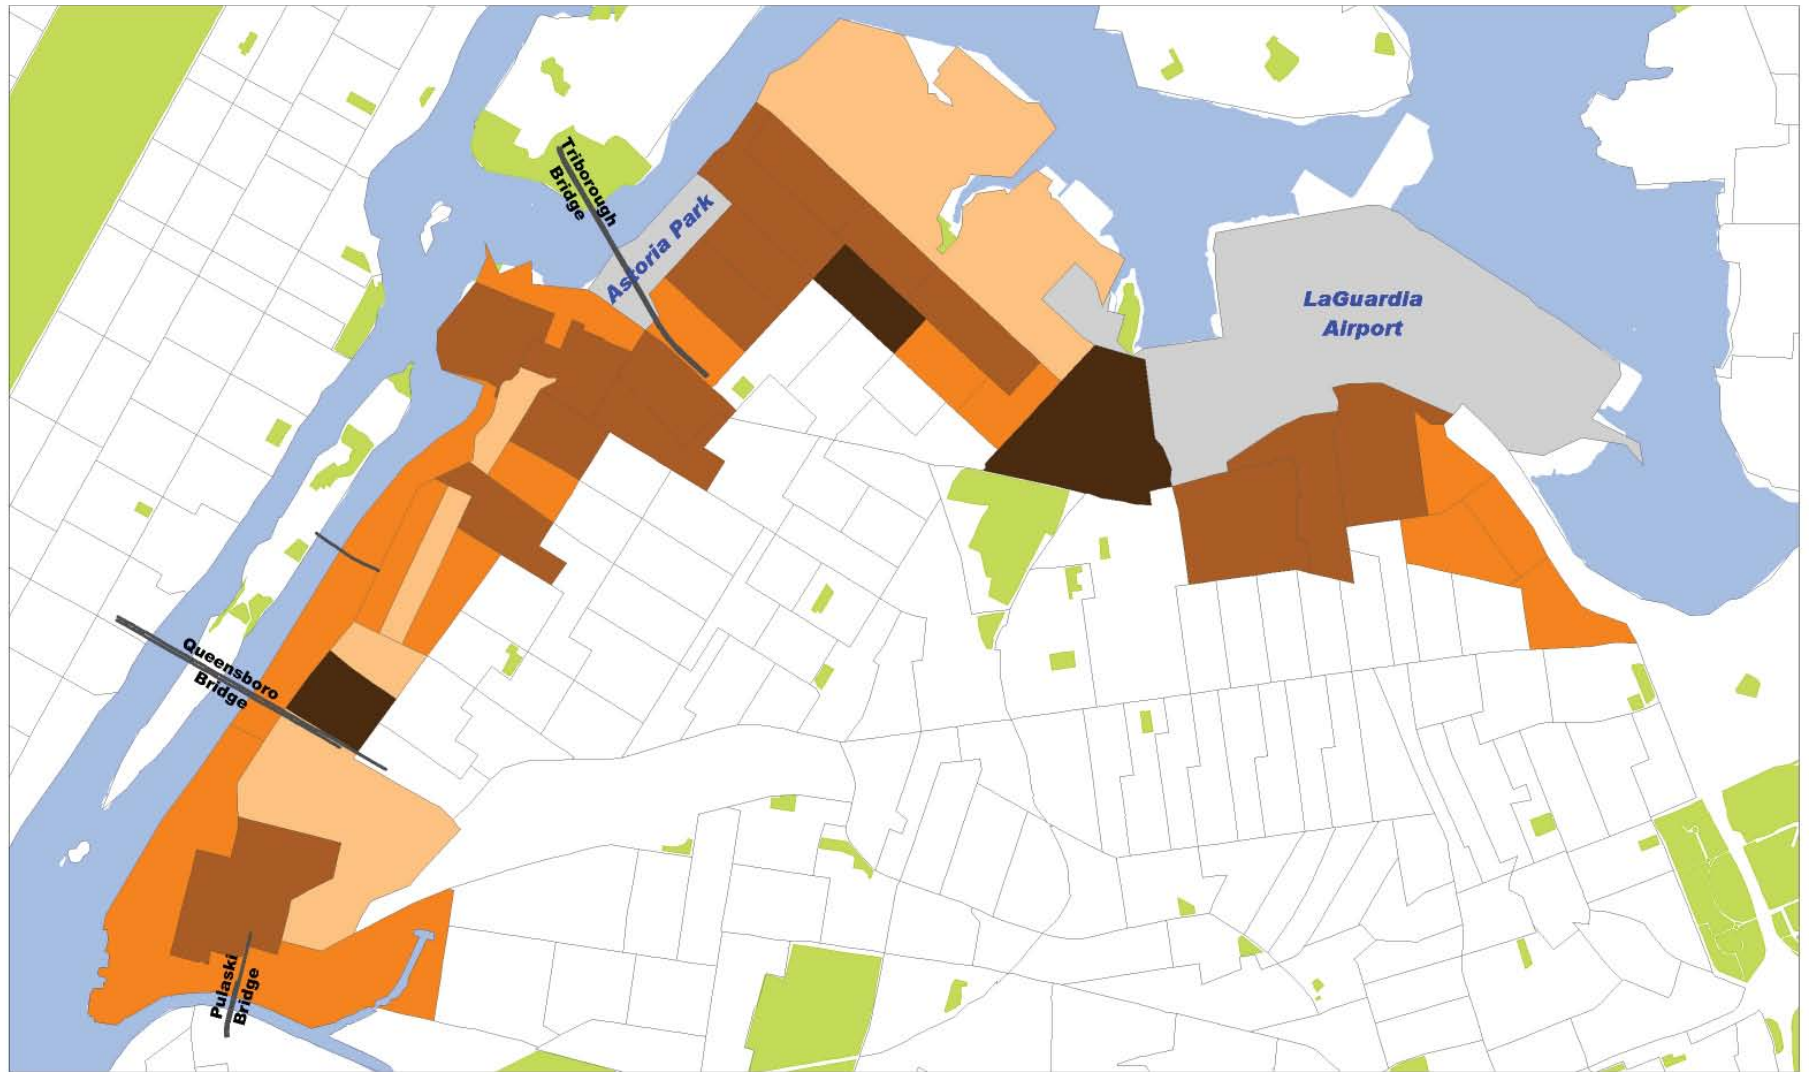 Triborough
Bridge
Astoria Park
LaGuardia
Airport
Queensboro
Bridge
Pulaski
Bridge